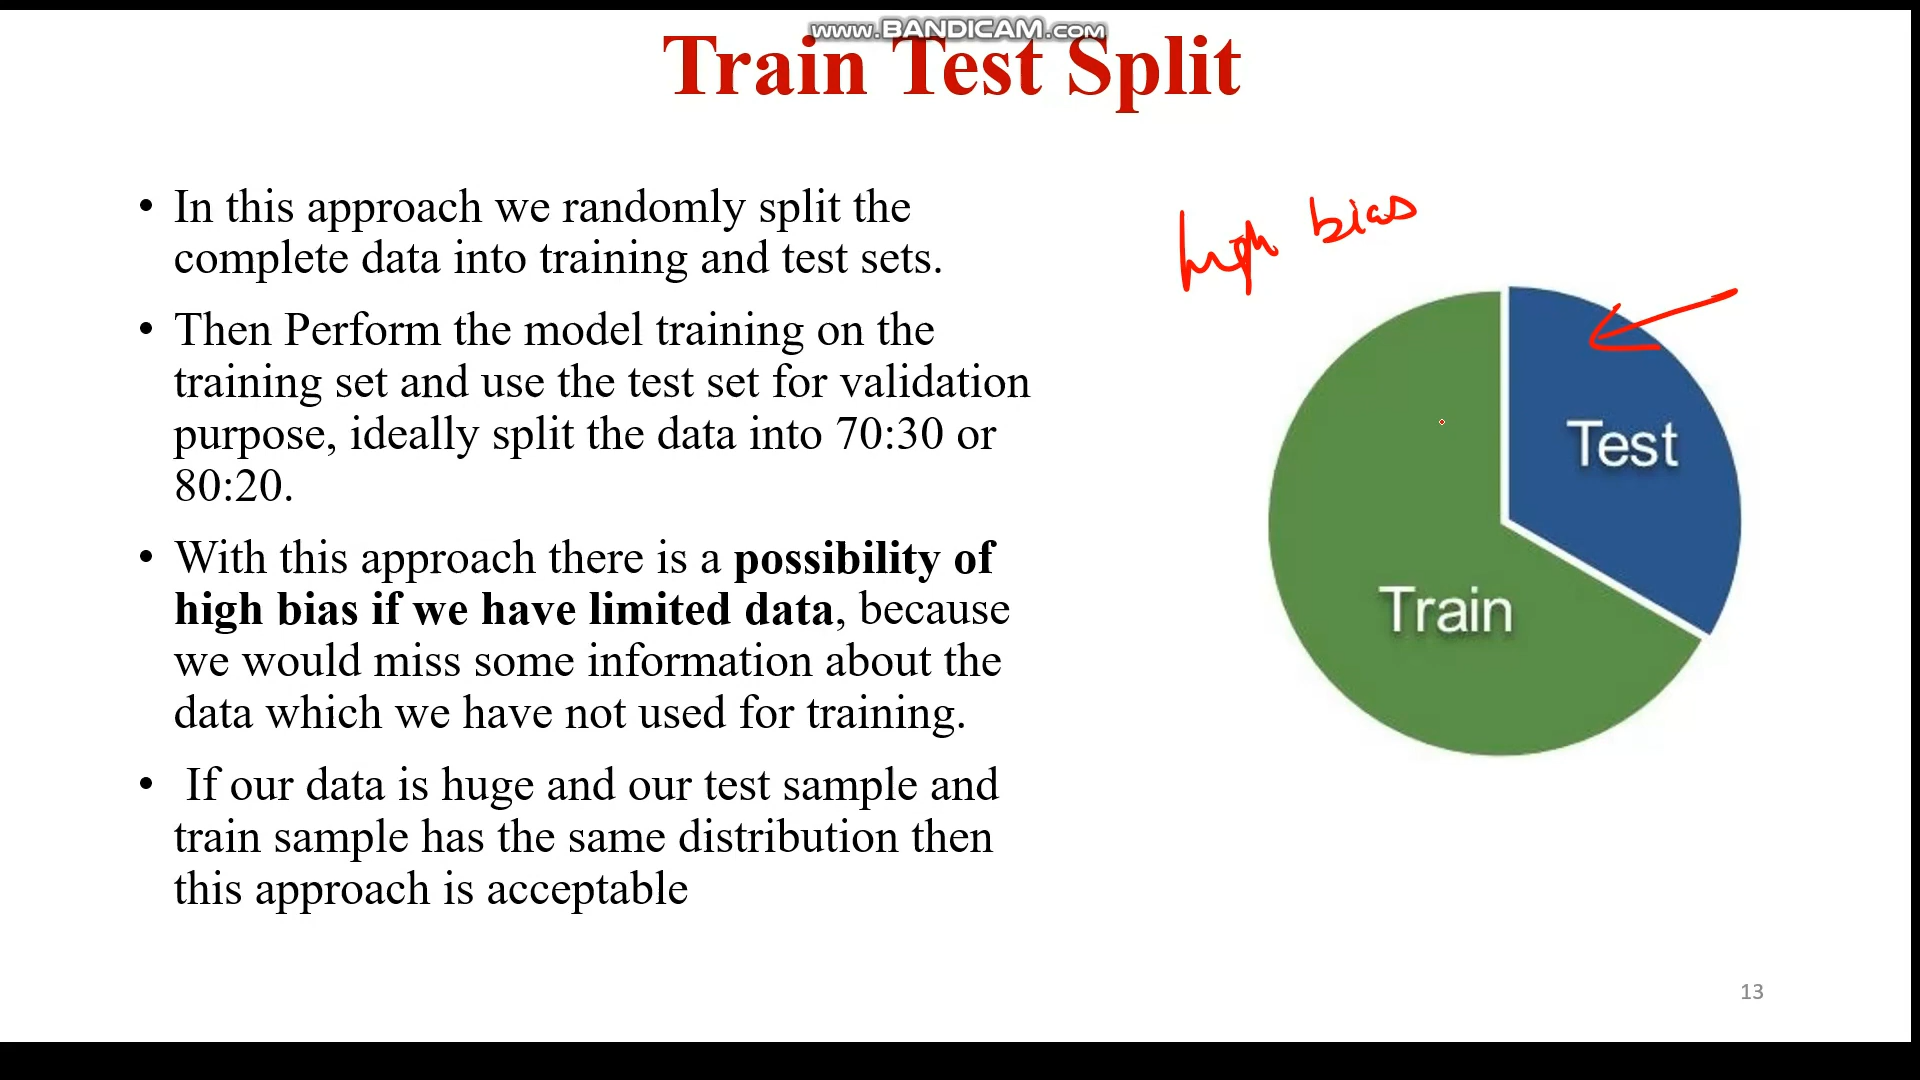 www.BANDICAM.com
Train Test Split
• In this approach we randomly split the
complete data into training and test sets.
• Then Perform the model training on the
training set and use the test set for validation
purpose, ideally split the data into 70:30 or
80:20.
• With this approach there is a possibility of
high bias if we have limited data, because
we would miss some information about the
data which we have not used for training.
• If our data is huge and our test sample and
train sample has the same distribution then
this approach is acceptable
high bias
Test
Train
13